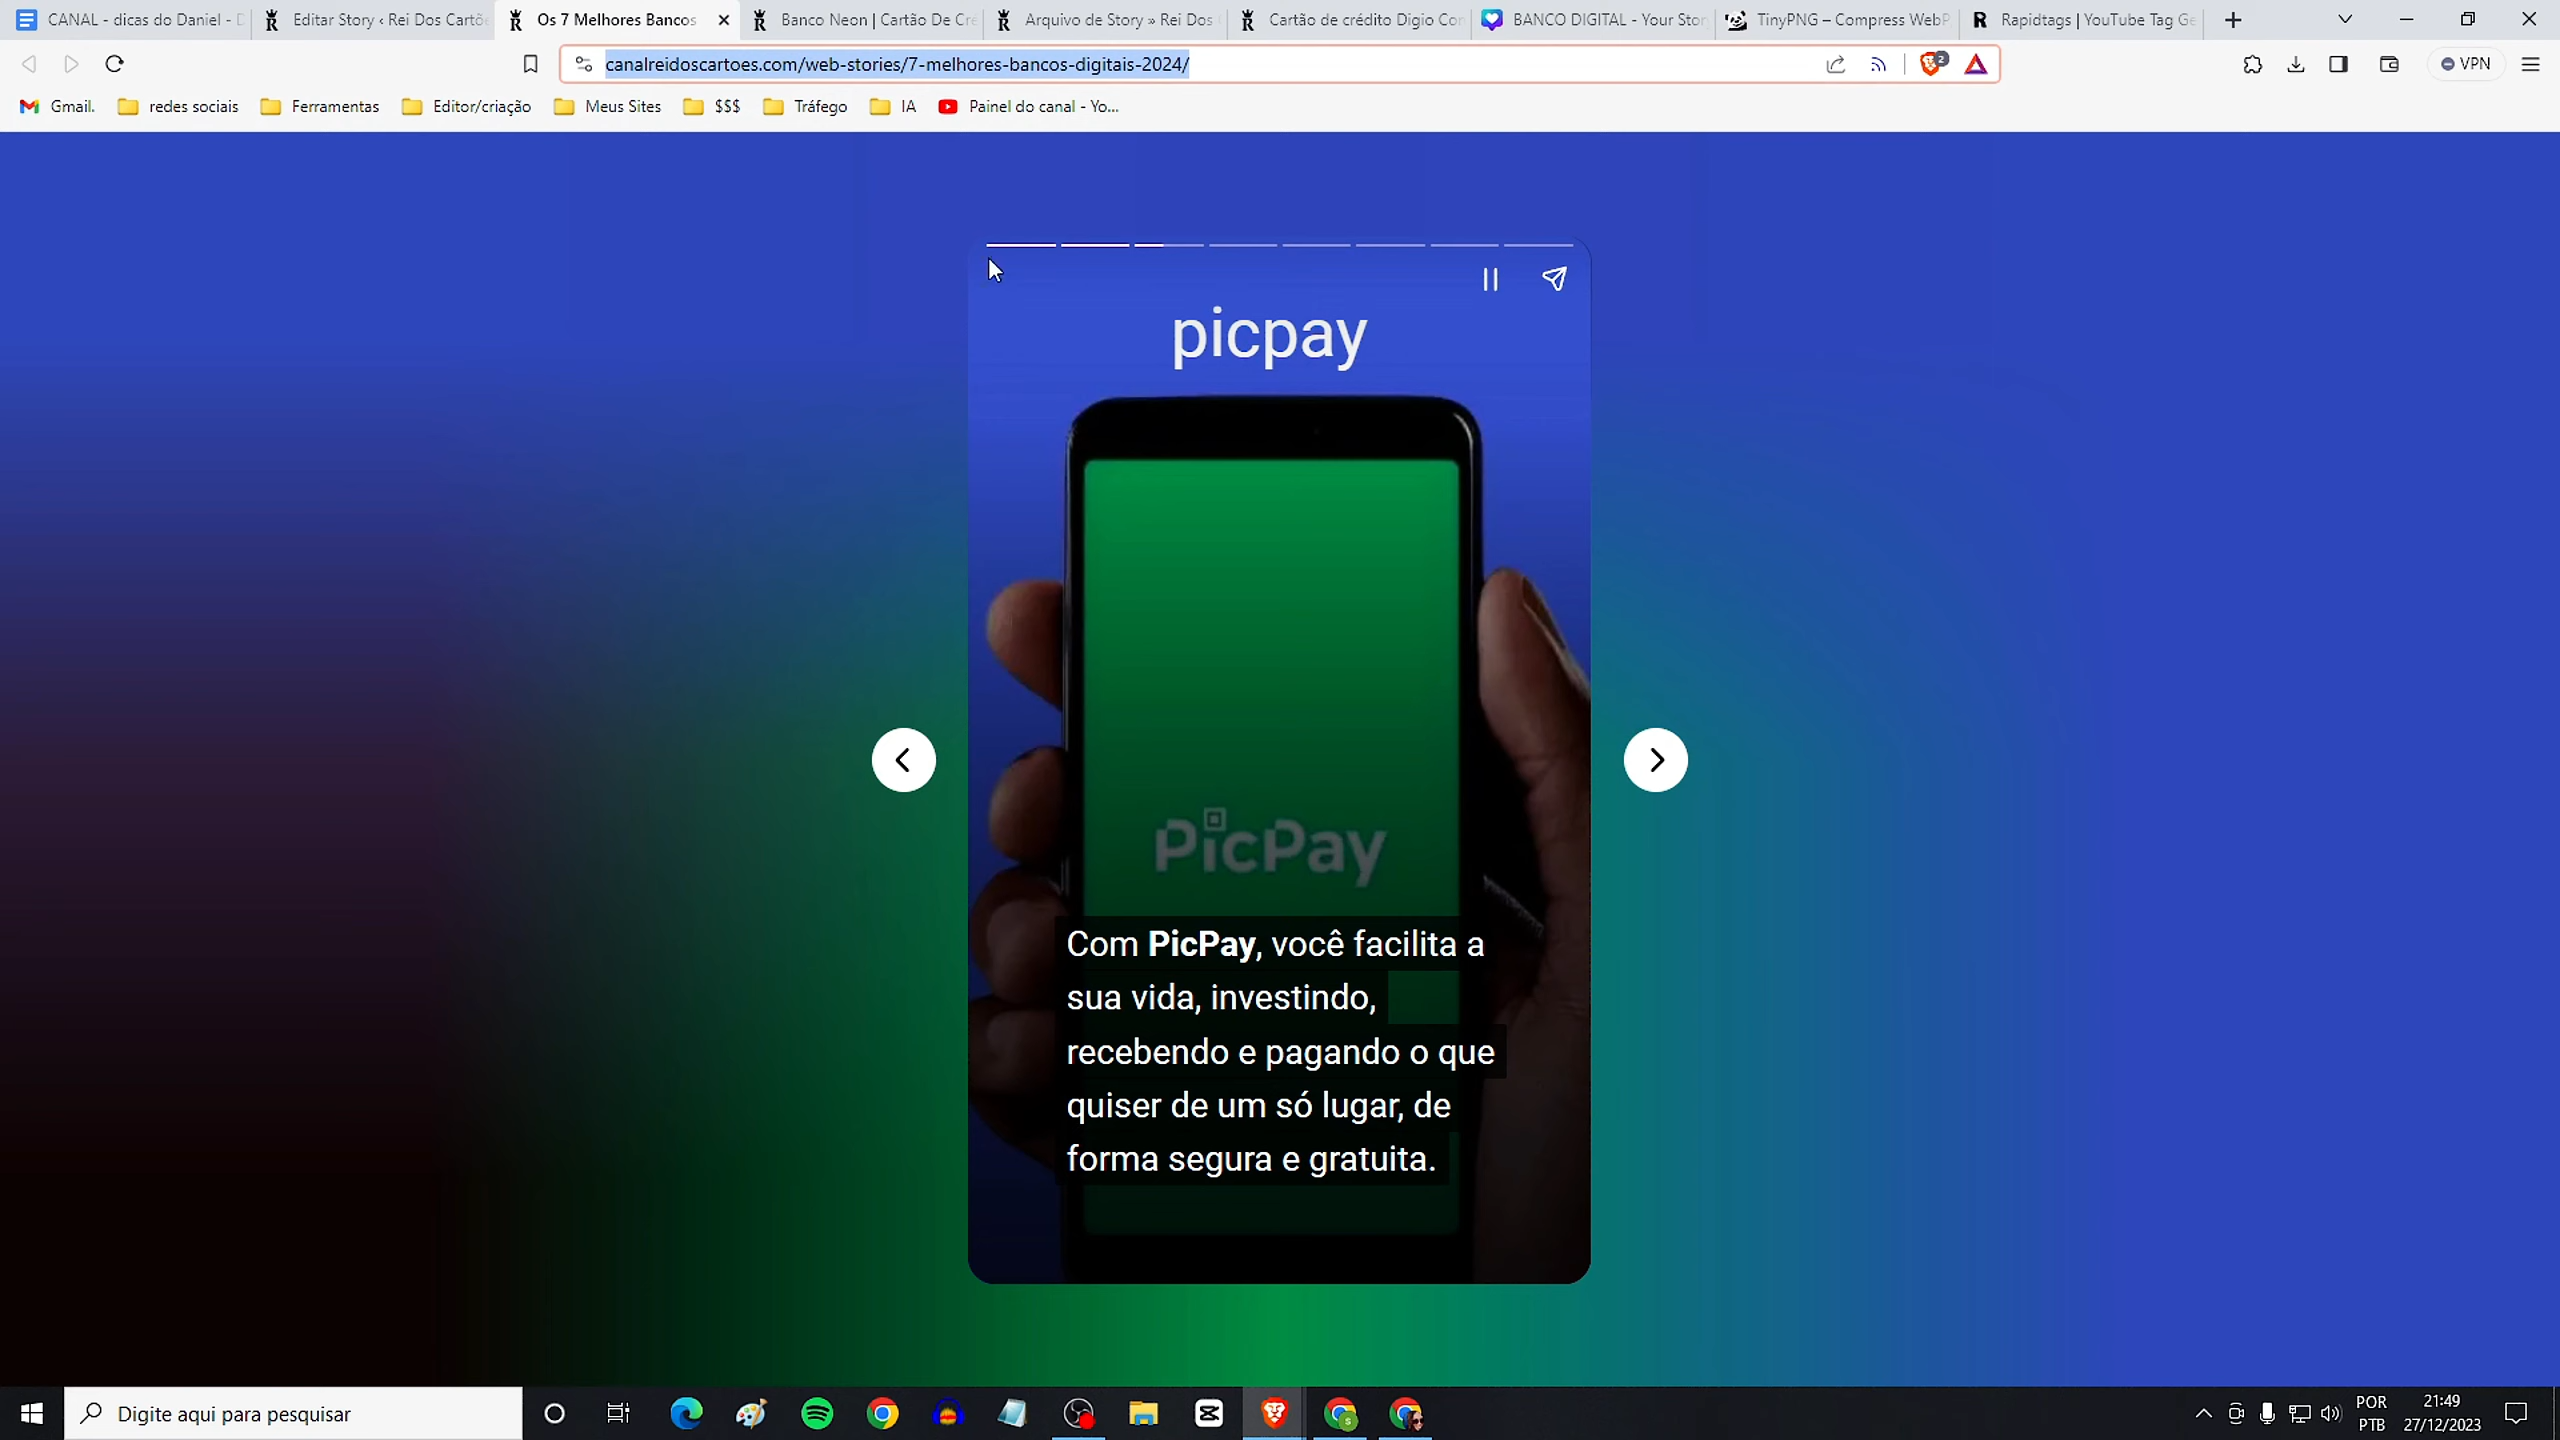 CANAL - dicas do Daniel - D
Editar Story ‹ Rei Dos Cartõe
Os 7 Melhores Bancos
Banco Neon | Cartão De Cré
Arquivo de Story » Rei Dos
Cartão de crédito Digio Con
BANCO DIGITAL - Your Stor
TinyPNG – Compress WebP
Rapidtags | YouTube Tag Ge
canalreidoscartoes.com/web-stories/7-melhores-bancos-digitais-2024/
2
VPN
Gmail.
redes sociais
Ferramentas
Editor/criação
Meus Sites
$$$
Tráfego
IA
Painel do canal - Yo...
picpay
PicPay
Com PicPay, você facilita a
sua vida, investindo,
recebendo e pagando o que
quiser de um só lugar, de
forma segura e gratuita.
Digite aqui para pesquisar
POR
PTB
21:49
27/12/2023